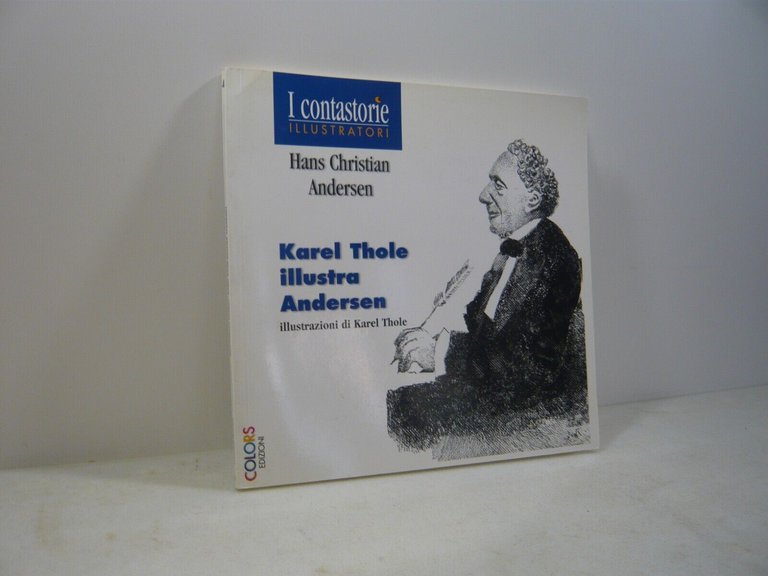 I contastorie
ILLUSTRATORI
Hans Christian
Andersen
Karel Thole
illustra
Andersen
illustrazioni di Karel Thole
COLORS
EDIZIONI